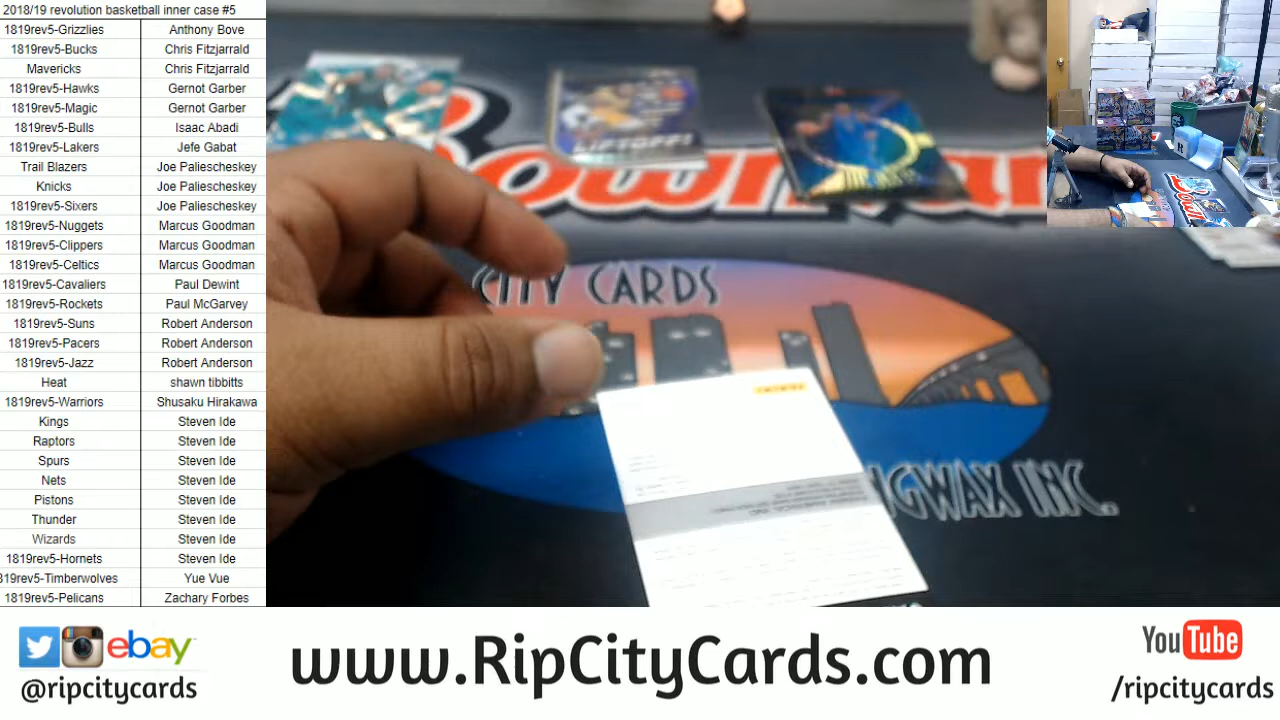 2018/19 revolution basketball inner case #5
1819rev5-Grizzlies Anthony Bove
1819rev5-Bucks Chris Fitzjarrald
Mavericks Chris Fitzjarrald
1819rev5-Hawks Gernot Garber
1819rev5-Magic Gernot Garber
1819rev5-Bulls Isaac Abadi
1819rev5-Lakers Jefe Gabat
Trail Blazers Joe Paliescheskey
Knicks Joe Paliescheskey
1819rev5-Sixers Joe Paliescheskey
1819rev5-Nuggets Marcus Goodman
1819rev5-Clippers Marcus Goodman
1819rev5-Celtics Marcus Goodman
1819rev5-Cavaliers Paul Dewint
1819rev5-Rockets Paul McGarvey
1819rev5-Suns Robert Anderson
1819rev5-Pacers Robert Anderson
1819rev5-Jazz Robert Anderson
Heat shawn tibbitts
1819rev5-Warriors Shusaku Hirakawa
Kings Steven Ide
Raptors Steven Ide
Spurs Steven Ide
Nets Steven Ide
Pistons Steven Ide
Thunder Steven Ide
Wizards Steven Ide
1819rev5-Hornets Steven Ide
819rev5-Timberwolves Yue Vue
1819rev5-Pelicans Zachary Forbes
LIFTOFF!
CITY CARDS
NGWAX INC.
PANINI
ebay
@ripcitycards
www.RipCityCards.com
YouTube
/ripcitycards